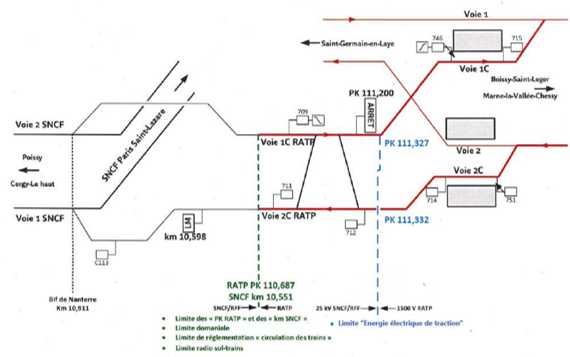 Voie 1
Saint-Germain-en-Laye
746
715
Voie 1C
Boissy-Saint-Leger
Marne-la-Vallée-Chessy
PK 111,200
ARRET
709
Voie 2 SNCF
SNCF Paris Saint-Lazare
Voie 1C RATP
PK 111,327
Voie 2
Poissy
Cergy-Le haut
Voie 2C
711
714
751
Voie 1 SNCF
LM
Voie 2C RATP
PK 111,332
km 10,598
712
C113
RATP PK 110,687
SNCF km 10,551
Bif de Nanterre
Km 10,911
SNCF/RFF
RATP
25 kV SNCF/RFF
1500 V RATP
• Limite des « PK RATP » et des « km SNCF »
• Limite domaniale
• Limite de réglementation « circulation des trains »
• Limite radio sol-trains
• Limite "Energie électrique de traction"